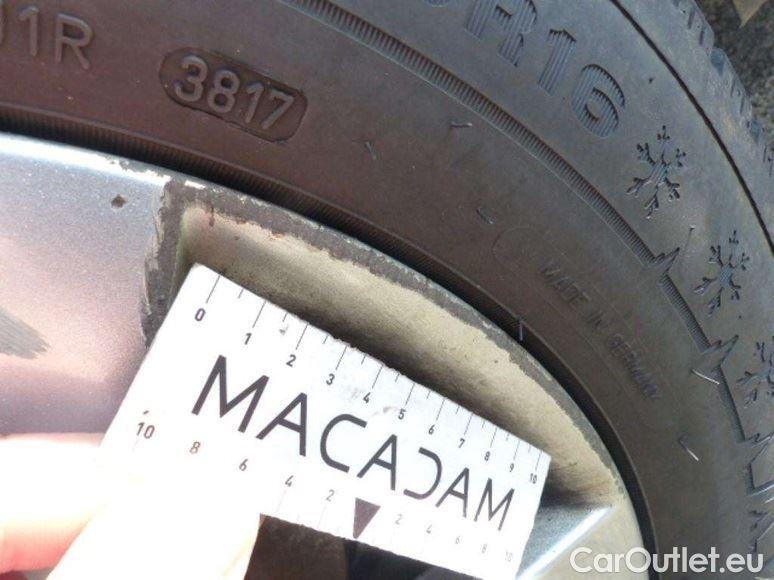 1R
3817
R16
MADE IN GERMANY
0 1 2 3 4 5 6 7 8 9 10
MACADAM
10 8 6 4 2 2 4 6 8 10
CarOutlet.eu